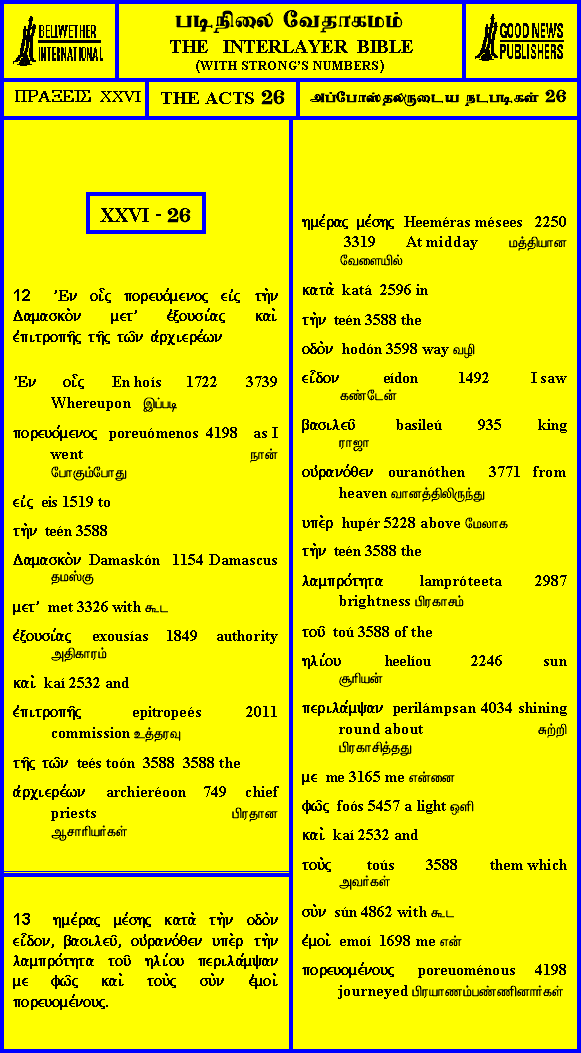 BELLWETHER
INTERNATIONAL
படிநிலை வேதாகமம்
THE INTERLAYER BIBLE
(WITH STRONG'S NUMBERS)
GOOD NEWS
PUBLISHERS
ΠΡΑΞΕΙΣ XXVI
THE ACTS 26
அப்போஸ்தலருடைய நடபடிகள் 26
XXVI - 26
12 Ἐν οἷς πορευόμενος εἰς τὴν
Δαμασκὸν μετ’ ἐξουσίας καὶ
ἐπιτροπῆς τῆς τῶν ἀρχιερέων
Ἐν οἷς En hoís 1722 3739
Whereupon இப்படி
πορευόμενος poreuómenos 4198 as I
went நான்
போகும்போது
εἰς eis 1519 to
τὴν teén 3588
Δαμασκὸν Damaskón 1154 Damascus
தமஸ்கு
μετ’ met 3326 with கூட
ἐξουσίας exousías 1849 authority
அதிகாரம்
καὶ kaí 2532 and
ἐπιτροπῆς epitropeés 2011
commission உத்தரவு
τῆς τῶν teés toón 3588 3588 the
ἀρχιερέων archieréoon 749 chief
priests பிரதான
ஆசாரியர்கள்
13 ημέρας μέσης κατὰ τὴν οδὸν
εἶδον, βασιλεῦ, οὐρανόθεν υπὲρ τὴν
λαμπρότητα τοῦ ηλίου περιλάμψαν
με φῶς καὶ τοὺς σὺν ἐμοὶ
πορευομένους.
ημέρας μέσης Heeméras mésees 2250
3319 At midday மத்தியான
வேளையில்
κατὰ katá 2596 in
τὴν teén 3588 the
οδὸν hodón 3598 way வழி
εἶδον eídon 1492 I saw
கண்டேன்
βασιλεῦ basileú 935 king
ராஜா
οὐρανόθεν ouranóthen 3771 from
heaven வானத்திலிருந்து
υπὲρ hupér 5228 above மேலாக
τὴν teén 3588 the
λαμπρότητα lampróteeta 2987
brightness பிரகாசம்
τοῦ toú 3588 of the
ηλίου heelíou 2246 sun
சூரியன்
περιλάμψαν perilámpsan 4034 shining
round about சுற்றி
பிரகாசித்தது
με me 3165 me என்னை
φῶς foós 5457 a light ஒளி
καὶ kaí 2532 and
τοὺς toús 3588 them which
அவர்கள்
σὺν sún 4862 with கூட
ἐμοὶ emoí 1698 me என்
πορευομένους poreuoménous 4198
journeyed பிரயாணம்பண்ணினார்கள்